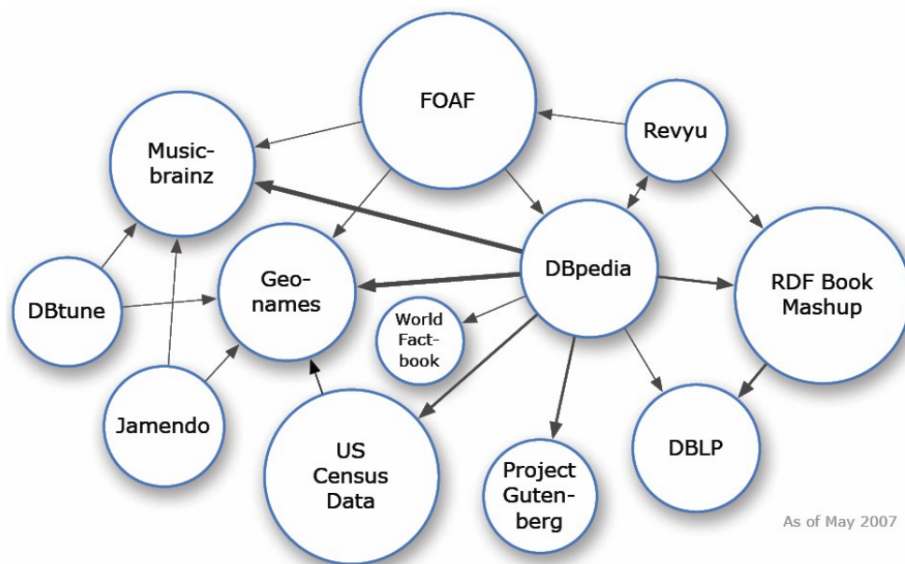 FOAF
Revyu
Music-
brainz
DBpedia
RDF Book
Mashup
Geo-
names
DBtune
World
Fact-
book
Jamendo
US
Census
Data
Project
Guten-
berg
DBLP
As of May 2007